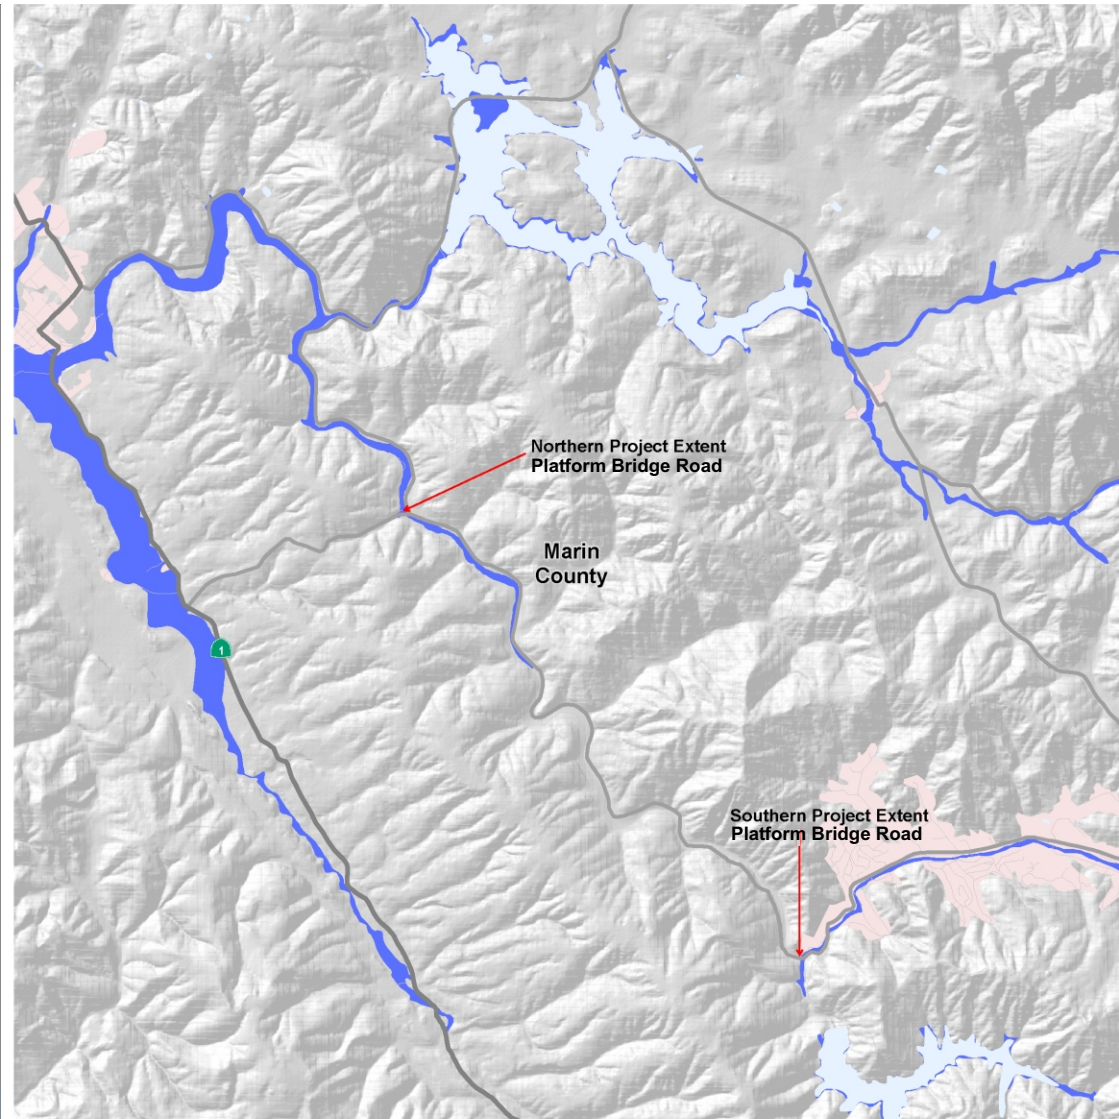 Northern Project Extent
Platform Bridge Road
Marin
County
1
Southern Project Extent
Platform Bridge Road